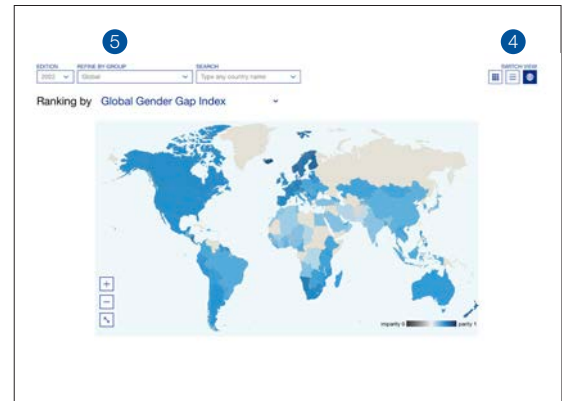 5
4
EDITION REFINE BY GROUP SEARCH SWITCH VIEW
2022 Global Type any country name
Ranking by Global Gender Gap Index
+
−
imparity 0 parity 1